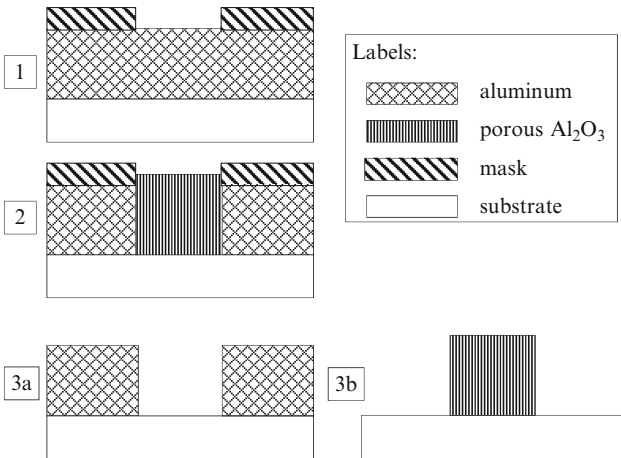 1
Labels:
aluminum
porous Al₂O₃
mask
substrate
2
3a
3b